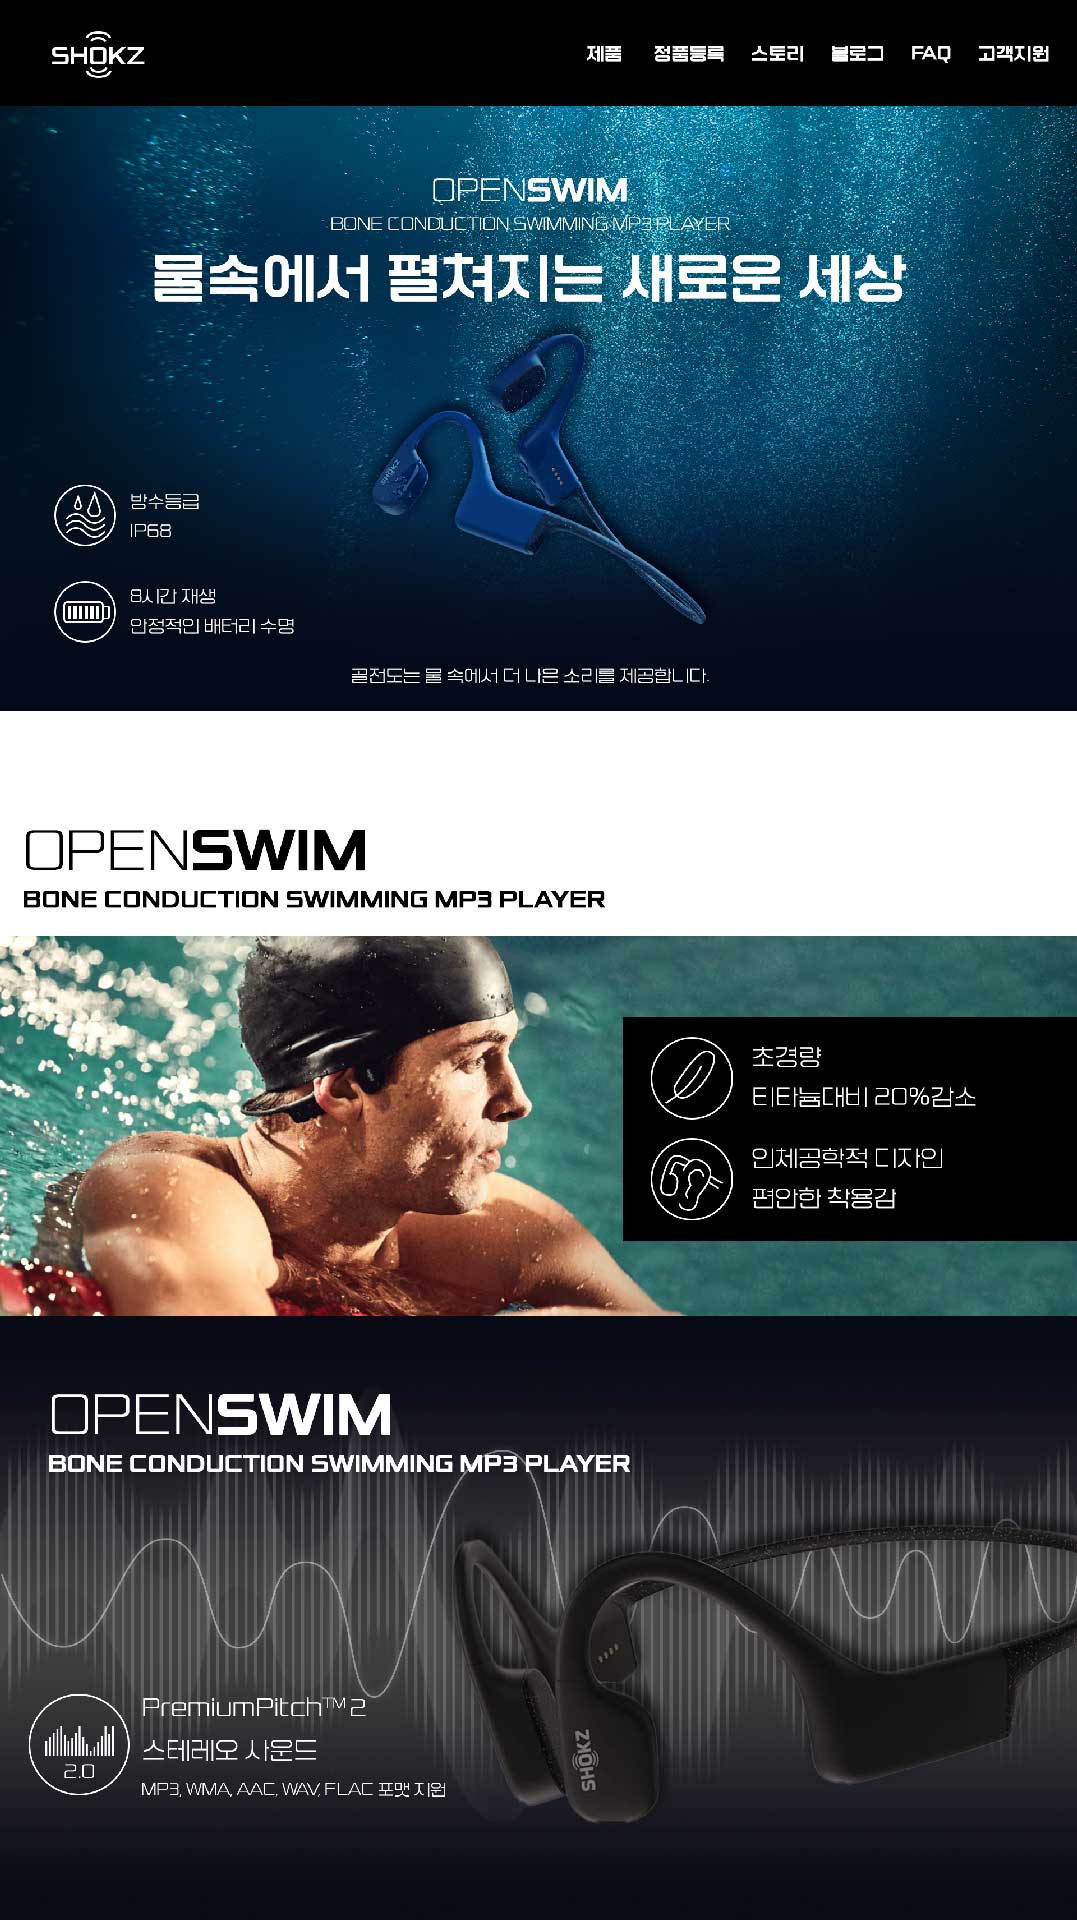 SHOKZ
제품 정품등록 스토리 블로그 FAQ 고객지원
OPENSWIM
BONE CONDUCTION SWIMMING MP3 PLAYER
물속에서 펼쳐지는 새로운 세상
SHOKZ
방수등급
IP68
8시간 재생
안정적인 배터리 수명
골전도는 물 속에서 더 나은 소리를 제공합니다.
OPENSWIM
BONE CONDUCTION SWIMMING MP3 PLAYER
초경량
티타늄대비 20%감소
인체공학적 디자인
편안한 착용감
OPENSWIM
BONE CONDUCTION SWIMMING MP3 PLAYER
PremiumPitch™ 2
스테레오 사운드
2.0
MP3, WMA, AAC, WAV, FLAC 포맷 지원
SHOKZ